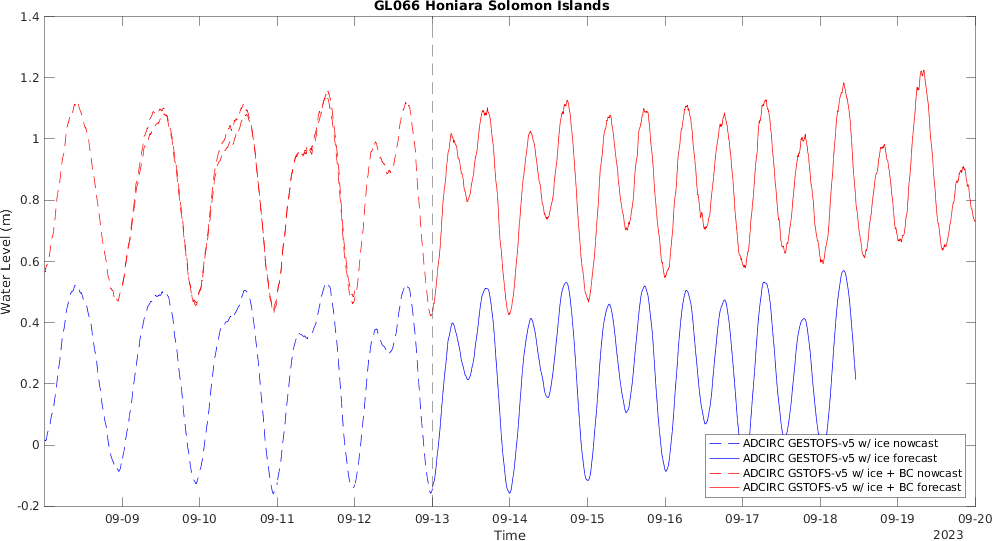 GL066 Honiara Solomon Islands
Water Level (m)
1.4
1.2
1
0.8
0.6
0.4
0.2
0
-0.2
ADCIRC GESTOFS-v5 w/ ice nowcast
ADCIRC GESTOFS-v5 w/ ice forecast
ADCIRC GSTOFS-v5 w/ ice + BC nowcast
ADCIRC GSTOFS-v5 w/ ice + BC forecast
09-09 09-10 09-11 09-12 09-13 09-14 09-15 09-16 09-17 09-18 09-19 09-20
Time
2023